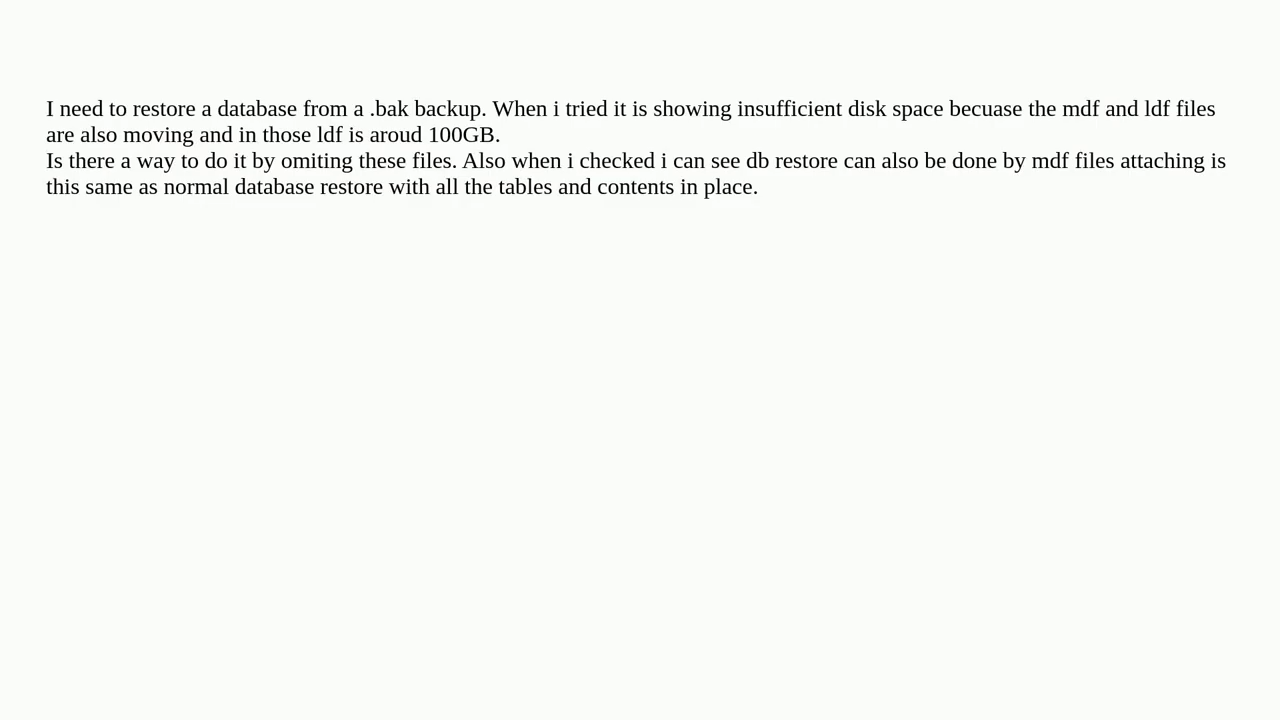 I need to restore a database from a .bak backup. When i tried it is showing insufficient disk space becuase the mdf and ldf files
are also moving and in those ldf is aroud 100GB.
Is there a way to do it by omiting these files. Also when i checked i can see db restore can also be done by mdf files attaching is
this same as normal database restore with all the tables and contents in place.